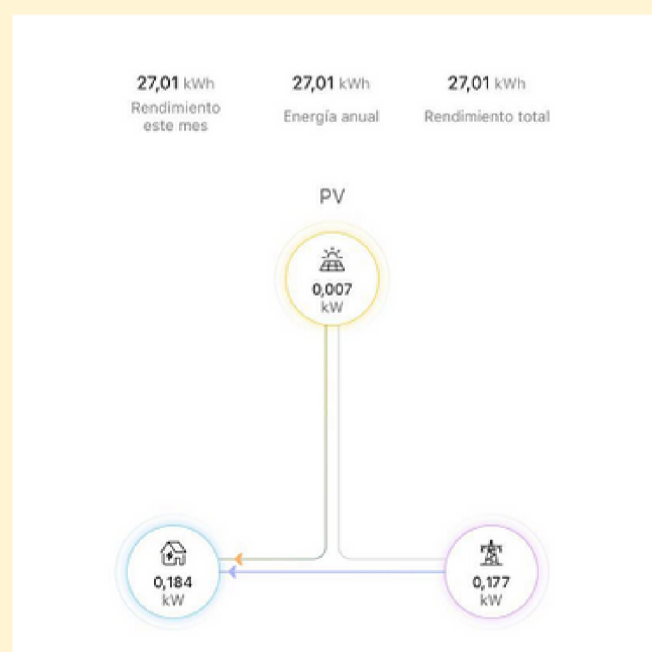 27,01 kWh
Rendimiento
este mes
27,01 kWh
Energía anual
27,01 kWh
Rendimiento total
PV
0,007
kW
0,184
kW
0,177
kW